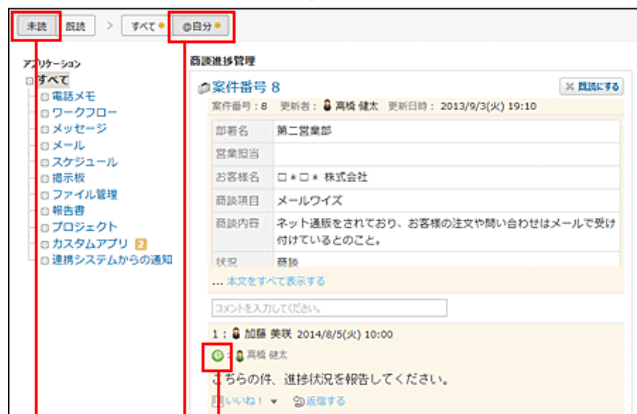 未読 既読 > すべて @自分
アプリケーション
すべて
電話メモ
ワークフロー
メッセージ
メール
スケジュール
掲示板
ファイル管理
報告書
プロジェクト
カスタムアプリ 2
連携システムからの通知
商談進捗管理
案件番号 8 × 既読にする
案件番号:8 更新者: 高橋 健太 更新日時: 2013/9/3(火) 19:10
部署名 第二営業部
営業担当
お客様名 □*□* 株式会社
商談項目 メールワイズ
商談内容 ネット通販をされており、お客様の注文や問い合わせはメールで受け
付けているとのこと。
状況 商談
... 本文をすべて表示する
コメントを入力してください。
1: 加藤 美咲 2014/8/5(火) 10:00
@: 高橋 健太
こちらの件、進捗状況を報告してください。
いいね! ▼ 返信する